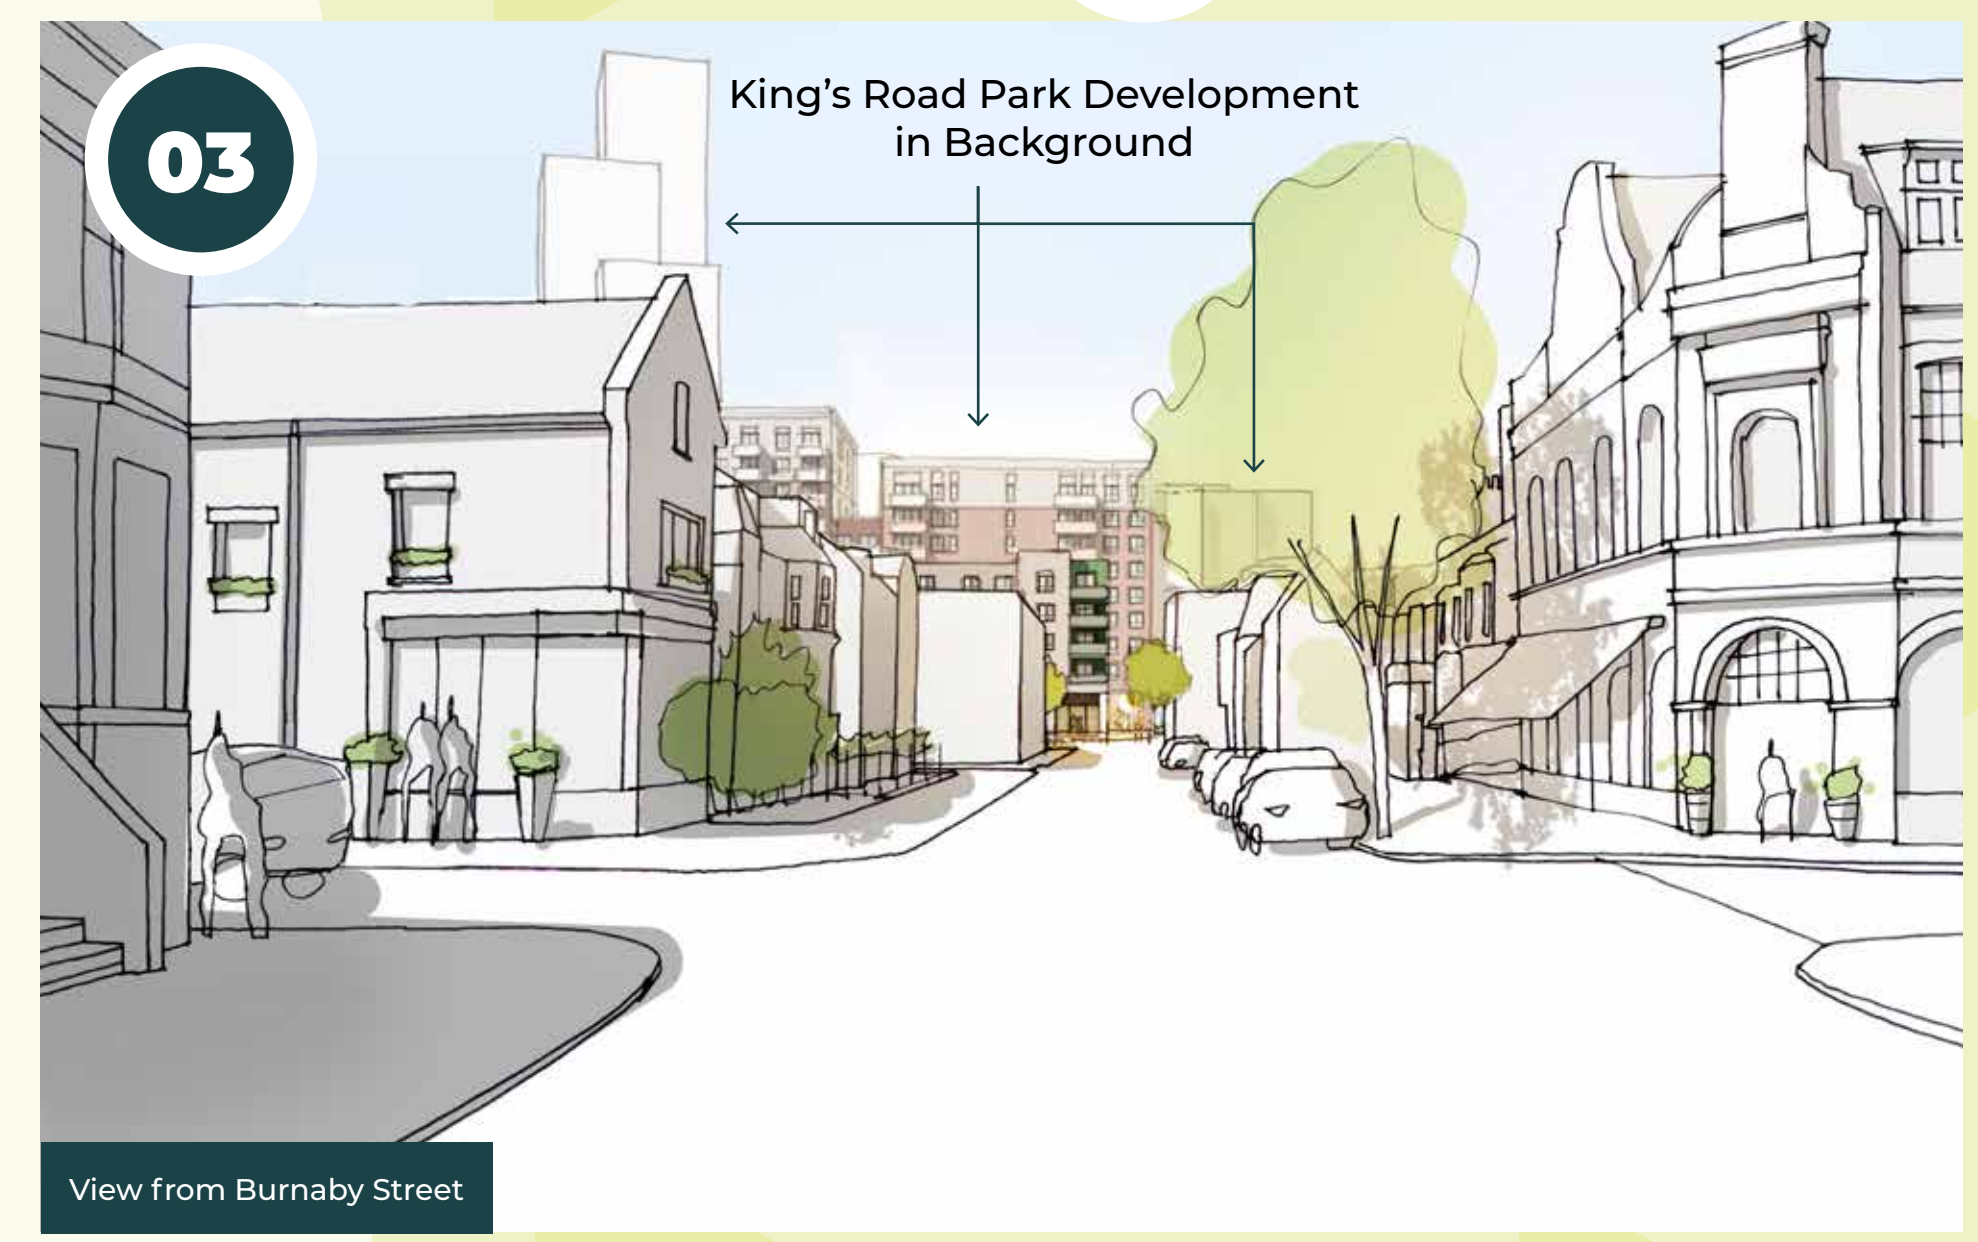 03
King’s Road Park Development
in Background
View from Burnaby Street